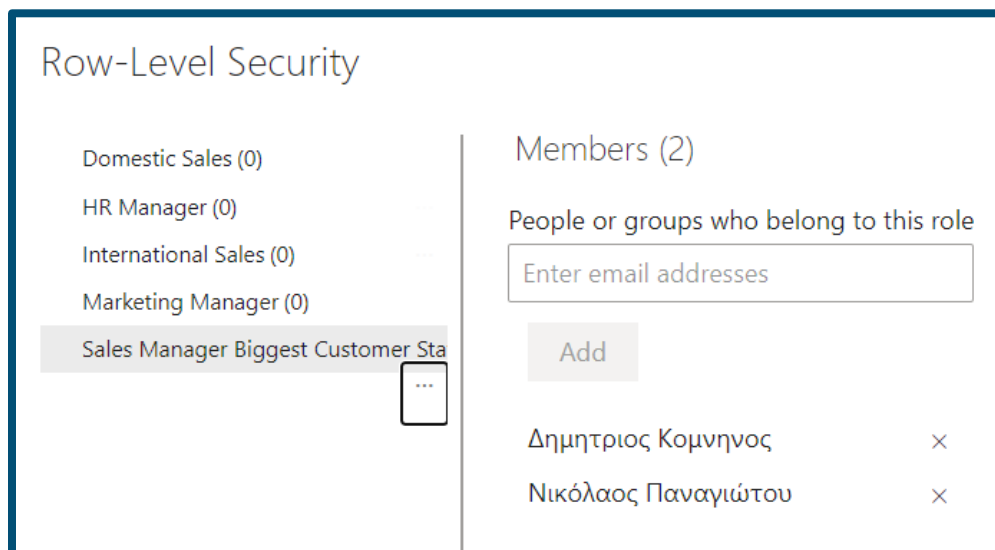 Row-Level Security
Domestic Sales (0)
HR Manager (0)
International Sales (0)
Marketing Manager (0)
Sales Manager Biggest Customer Sta
...
Members (2)
People or groups who belong to this role
Enter email addresses
Add
Δημητριος Κομνηνος
Νικόλαος Παναγιώτου